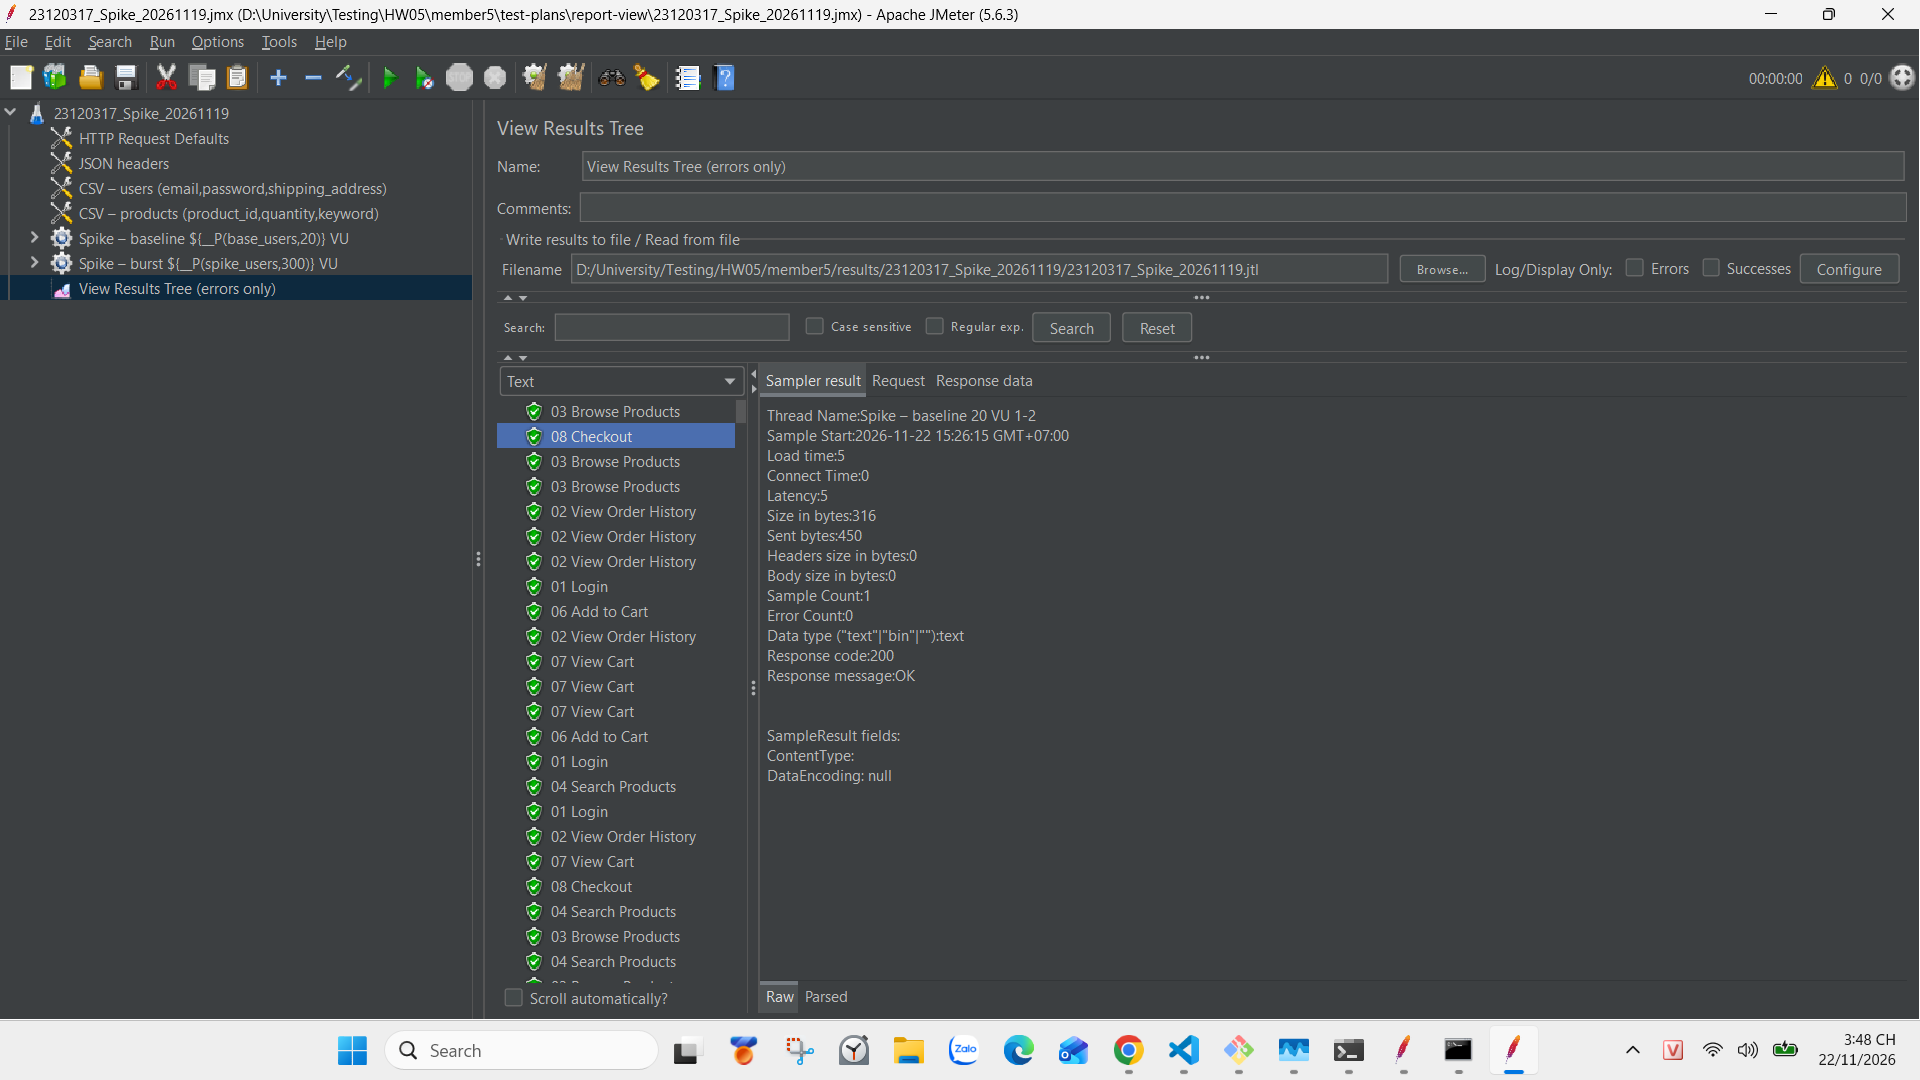 23120317_Spike_20261119.jmx (D:\University\Testing\HW05\member5\test-plans\report-view\23120317_Spike_20261119.jmx) - Apache JMeter (5.6.3)
File Edit Search Run Options Tools Help
STOP
00:00:00 0 0/0
23120317_Spike_20261119
HTTP Request Defaults
JSON headers
CSV – users (email,password,shipping_address)
CSV – products (product_id,quantity,keyword)
Spike – baseline ${__P(base_users,20)} VU
Spike – burst ${__P(spike_users,300)} VU
View Results Tree (errors only)
View Results Tree
Name: View Results Tree (errors only)
Comments:
Write results to file / Read from file
Filename D:/University/Testing/HW05/member5/results/23120317_Spike_20261119/23120317_Spike_20261119.jtl Browse... Log/Display Only: Errors Successes Configure
Search: Case sensitive Regular exp. Search Reset
Text
03 Browse Products
08 Checkout
03 Browse Products
03 Browse Products
02 View Order History
02 View Order History
02 View Order History
01 Login
06 Add to Cart
02 View Order History
07 View Cart
07 View Cart
07 View Cart
06 Add to Cart
01 Login
04 Search Products
01 Login
02 View Order History
07 View Cart
08 Checkout
04 Search Products
03 Browse Products
04 Search Products
Scroll automatically?
Sampler result Request Response data
Thread Name:Spike – baseline 20 VU 1-2
Sample Start:2026-11-22 15:26:15 GMT+07:00
Load time:5
Connect Time:0
Latency:5
Size in bytes:316
Sent bytes:450
Headers size in bytes:0
Body size in bytes:0
Sample Count:1
Error Count:0
Data type ("text"|"bin"|""):text
Response code:200
Response message:OK
SampleResult fields:
ContentType:
DataEncoding: null
Raw Parsed
Search
Zalo
V
3:48 CH
22/11/2026